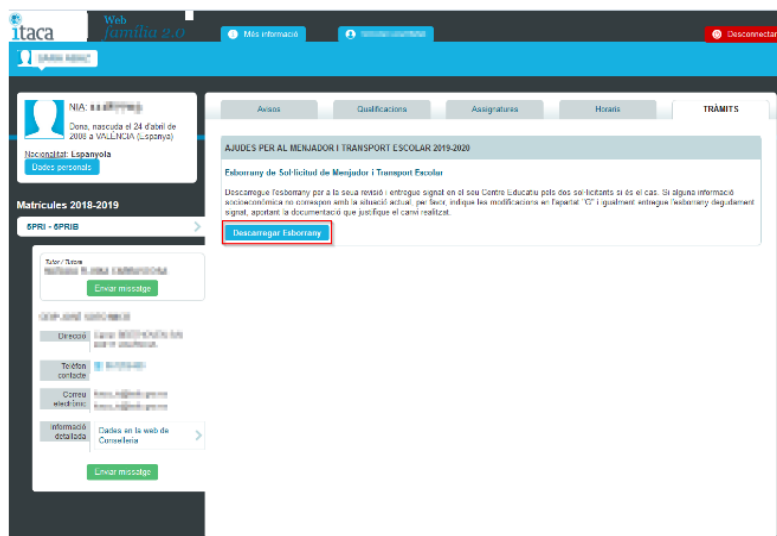 itaca
Web
família 2.0
Més informació
Desconnectar
NIA:
Dona, nascuda el 24 d'abril de
2008 a VALÈNCIA (Espanya)
Nacionalitat: Espanyola
Dades personals
Matrícules 2018-2019
6PRI - 6PRIB
Tutor / Tutora
Enviar missatge
Direcció
Telèfon
contacte
Correu
electrònic
Informació
detallada
Dades en la web de
Conselleria
Enviar missatge
Avisos
Qualificacions
Assignatures
Horaris
TRÀMITS
AJUDES PER AL MENJADOR I TRANSPORT ESCOLAR 2019-2020
Esborrany de Sol·licitud de Menjador i Transport Escolar
Descarregue l'esborrany per a la seua revisió i entregue signat en el seu Centre Educatiu pels dos sol·licitants si és el cas. Si alguna informació
socioeconòmica no correspon amb la situació actual, per favor, indique les modificacions en l'apartat "G" i igualment entregue l'esborrany degudament
signat, aportant la documentació que justifique el canvi realitzat.
Descarregar Esborrany